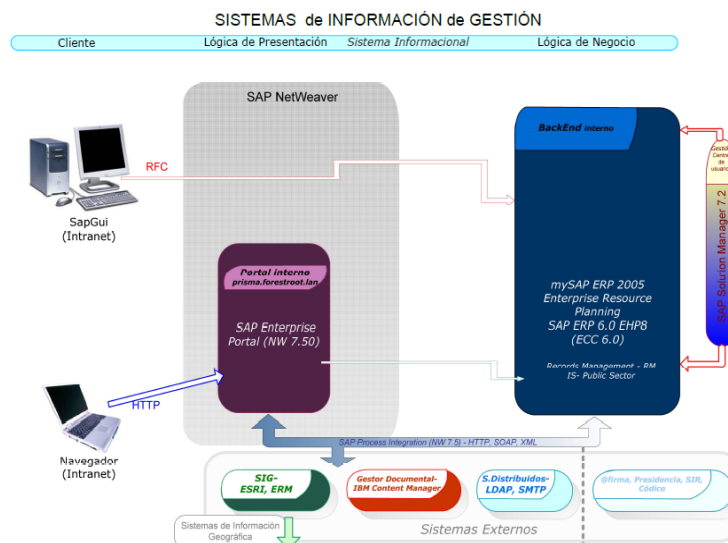 SISTEMAS de INFORMACIÓN de GESTIÓN
Cliente
Lógica de Presentación
Sistema Informacional
Lógica de Negocio
SAP NetWeaver
BackEnd interno
Gestión
Centr
de
usuario
SAP Solution Manager 7.2
RFC
SapGui
(Intranet)
Portal interno
prisma.forestroot.lan
SAP Enterprise
Portal (NW 7.50)
mySAP ERP 2005
Enterprise Resource
Planning
SAP ERP 6.0 EHP8
(ECC 6.0)
Records Management - RM
IS- Public Sector
HTTP
Navegador
(Intranet)
SAP Process Integration (NW 7.5) - HTTP, SOAP, XML
SIG-
ESRI, ERM
Gestor Documental-
IBM Content Manager
S.Distribuidos-
LDAP, SMTP
@firma, Presidencia, SIR,
Códice
Sistemas de Información
Geográfica
Sistemas Externos